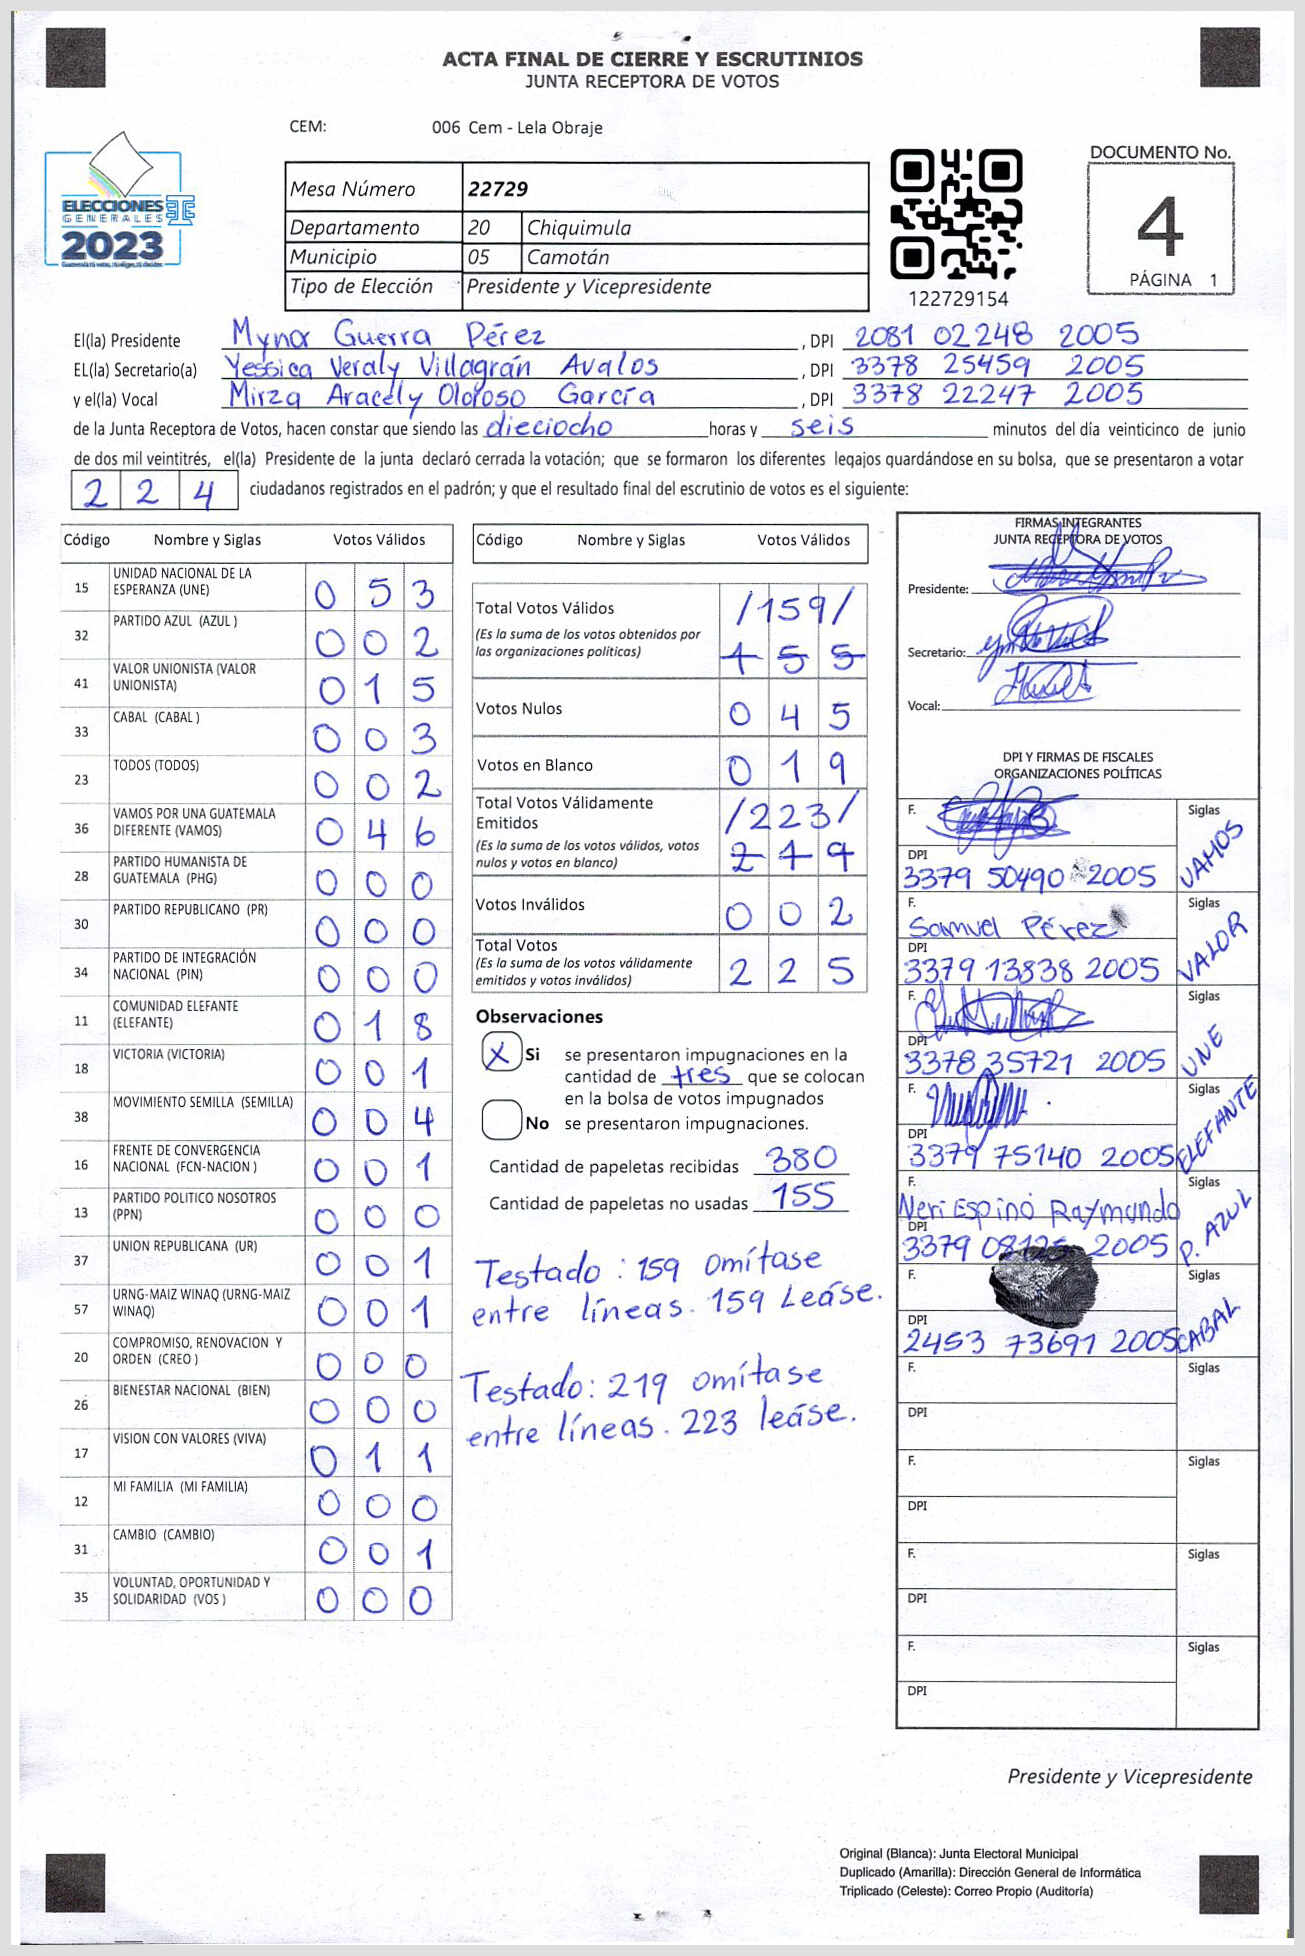 ACTA FINAL DE CIERRE Y ESCRUTINIOS
JUNTA RECEPTORA DE VOTOS
CEM: 006 Cem - Lela Obraje
ELECCIONES
GENERALES
2023
Mesa Número 22729
Departamento 20 Chiquimula
Municipio 05 Camotán
Tipo de Elección Presidente y Vicepresidente
122729154
DOCUMENTO No.
4
PÁGINA 1
El(la) Presidente Mynor Guerra Pérez, DPI 2081 02248 2005
EL(la) Secretario(a) Yessica Veraly Villagrán Avalos, DPI 3378 25459 2005
y el(la) Vocal Mirza Aracely Oloroso García, DPI 3378 22247 2005
de la Junta Receptora de Votos, hacen constar que siendo las dieciocho horas y seis minutos del día veinticinco de junio
de dos mil veintitrés, el(la) Presidente de la junta declaró cerrada la votación; que se formaron los diferentes legajos guardándose en su bolsa, que se presentaron a votar
2 2 4 ciudadanos registrados en el padrón; y que el resultado final del escrutinio de votos es el siguiente:
Código Nombre y Siglas Votos Válidos
15 UNIDAD NACIONAL DE LA ESPERANZA (UNE) 0 5 3
32 PARTIDO AZUL (AZUL ) 0 0 2
41 VALOR UNIONISTA (VALOR UNIONISTA) 0 1 5
33 CABAL (CABAL ) 0 0 3
23 TODOS (TODOS) 0 0 2
36 VAMOS POR UNA GUATEMALA DIFERENTE (VAMOS) 0 4 6
28 PARTIDO HUMANISTA DE GUATEMALA (PHG) 0 0 0
30 PARTIDO REPUBLICANO (PR) 0 0 0
34 PARTIDO DE INTEGRACIÓN NACIONAL (PIN) 0 0 0
11 COMUNIDAD ELEFANTE (ELEFANTE) 0 1 8
18 VICTORIA (VICTORIA) 0 0 1
38 MOVIMIENTO SEMILLA (SEMILLA) 0 0 4
16 FRENTE DE CONVERGENCIA NACIONAL (FCN-NACION ) 0 0 1
13 PARTIDO POLITICO NOSOTROS (PPN) 0 0 0
37 UNION REPUBLICANA (UR) 0 0 1
57 URNG-MAIZ WINAQ (URNG-MAIZ WINAQ) 0 0 1
20 COMPROMISO, RENOVACION Y ORDEN (CREO ) 0 0 0
26 BIENESTAR NACIONAL (BIEN) 0 0 0
17 VISION CON VALORES (VIVA) 0 1 1
12 MI FAMILIA (MI FAMILIA) 0 0 0
31 CAMBIO (CAMBIO) 0 0 1
35 VOLUNTAD, OPORTUNIDAD Y SOLIDARIDAD (VOS ) 0 0 0
Código Nombre y Siglas Votos Válidos
Total Votos Válidos /159/
(Es la suma de los votos obtenidos por
las organizaciones políticas) 1 5 5
Votos Nulos 0 4 5
Votos en Blanco 0 1 9
Total Votos Válidamente
Emitidos /223/
(Es la suma de los votos válidos, votos
nulos y votos en blanco) 2 1 9
Votos Inválidos 0 0 2
Total Votos
(Es la suma de los votos válidamente
emitidos y votos inválidos) 2 2 5
Observaciones
X Si se presentaron impugnaciones en la
cantidad de tres que se colocan
en la bolsa de votos impugnados
No se presentaron impugnaciones.
Cantidad de papeletas recibidas 380
Cantidad de papeletas no usadas 155
Testado : 159 omítase
entre líneas. 159 Leáse.
Testado: 219 omítase
entre líneas. 223 leáse.
FIRMAS INTEGRANTES
JUNTA RECEPTORA DE VOTOS
Presidente:
Secretario:
Vocal:
DPI Y FIRMAS DE FISCALES
ORGANIZACIONES POLÍTICAS
F. Siglas
DPI
3379 50490 2005 VAMOS
F. Siglas
Samuel Pérez
DPI
3379 13838 2005 VALOR
F. Siglas
DPI
3378 35721 2005 UNE
F. Siglas
DPI
3379 75140 2005 ELEFANTE
F. Siglas
Neri Espino Raymundo
DPI
3379 2005 P. AZUL
F. Siglas
DPI
2453 73691 2005 CABAL
F. Siglas
DPI
F. Siglas
DPI
F. Siglas
DPI
F. Siglas
DPI
Presidente y Vicepresidente
Original (Blanca): Junta Electoral Municipal
Duplicado (Amarilla): Dirección General de Informática
Triplicado (Celeste): Correo Propio (Auditoría)